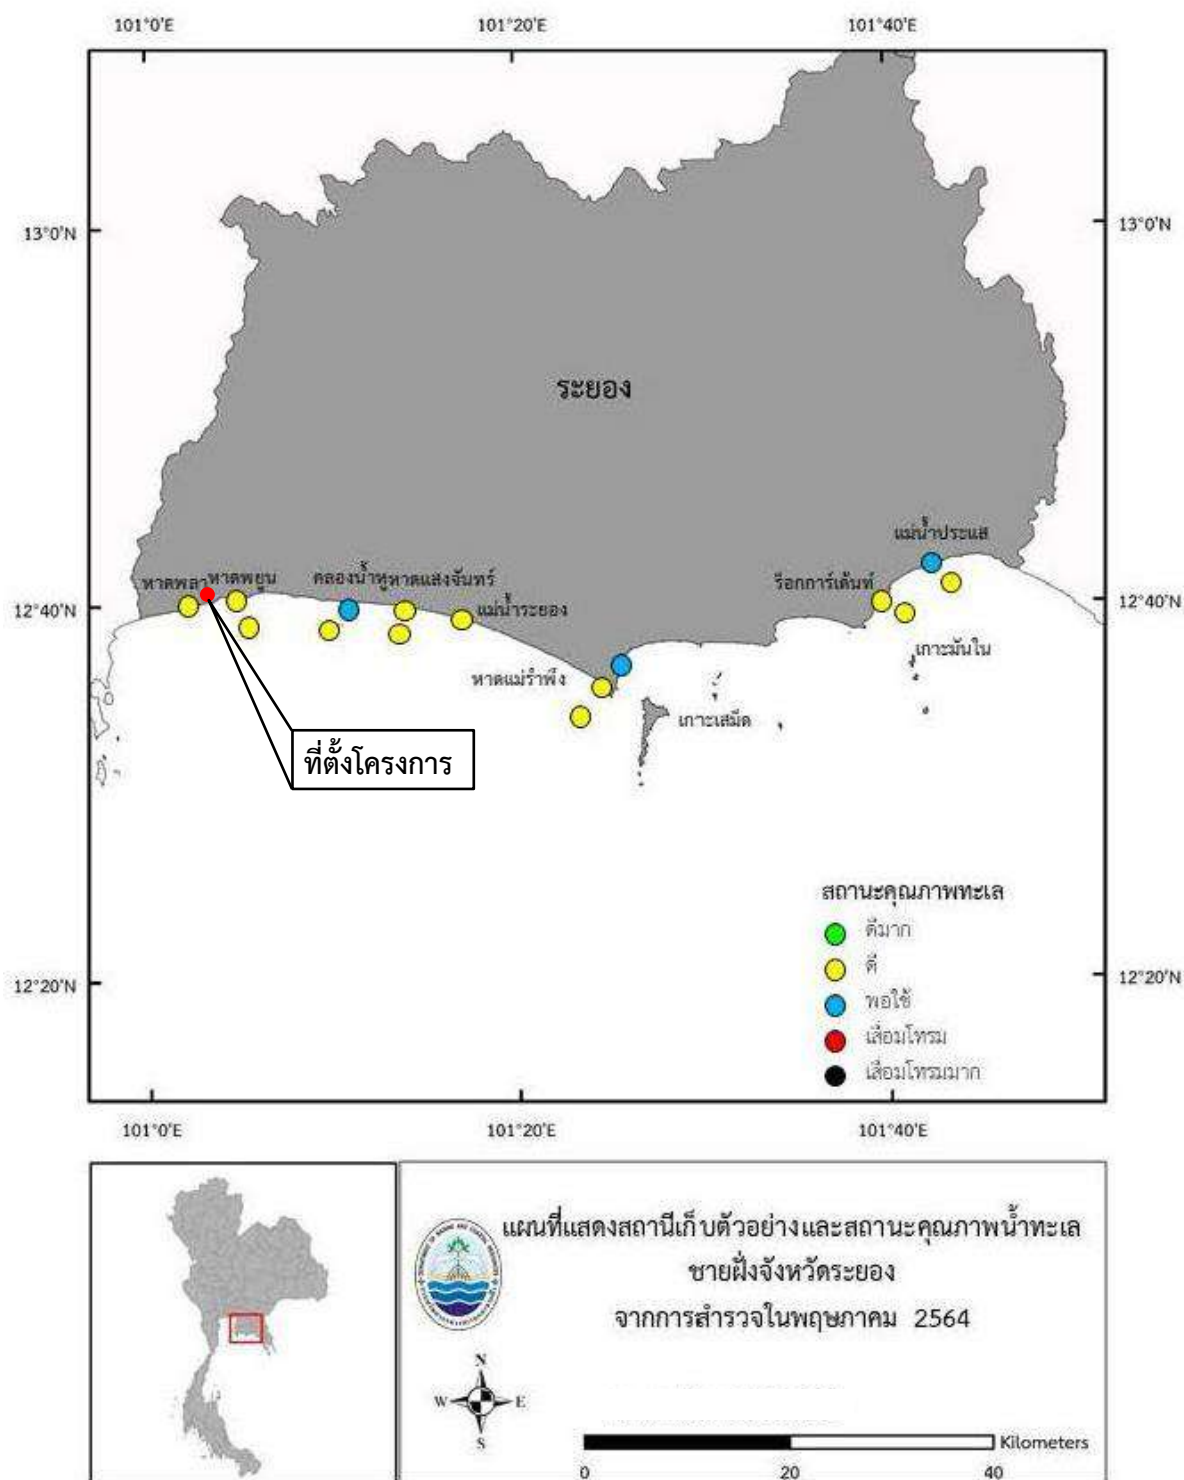 101°0'E 101°20'E 101°40'E
13°0'N 13°0'N
ระยอง
แม่น้ำประแส
หาดพลา หาดพยูน คลองน้ำหู หาดแสงจันทร์ ร็อกการ์เด้นท์
12°40'N แม่น้ำระยอง 12°40'N
เกาะมันใน
หาดแม่รำพึง
เกาะเสม็ด
ที่ตั้งโครงการ
สถานะคุณภาพทะเล
ดีมาก
ดี
12°20'N 12°20'N
พอใช้
เสื่อมโทรม
เสื่อมโทรมมาก
101°0'E 101°20'E 101°40'E
แผนที่แสดงสถานีเก็บตัวอย่างและสถานะคุณภาพน้ำทะเล
ชายฝั่งจังหวัดระยอง
จากการสำรวจในพฤษภาคม 2564
N
W E
S
Kilometers
0 20 40